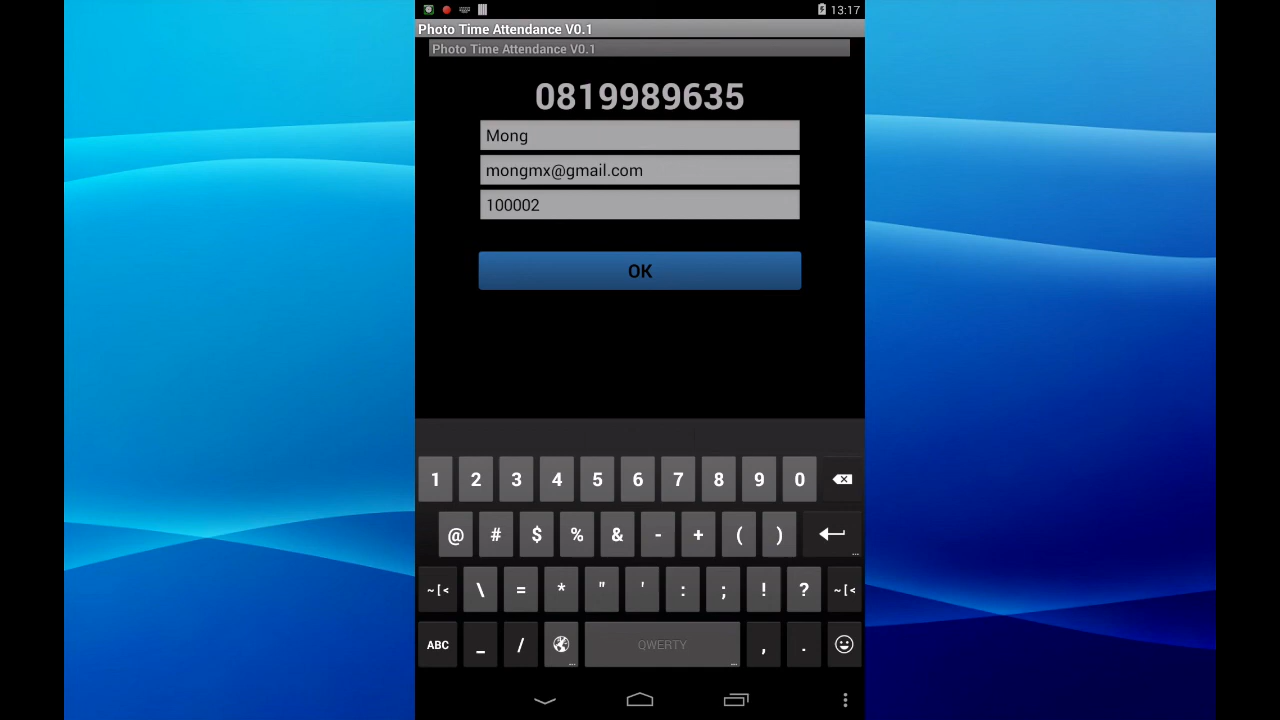 13:17
Photo Time Attendance V0.1
Photo Time Attendance V0.1
0819989635
Mong
mongmx@gmail.com
100002
OK
1 2 3 4 5 6 7 8 9 0
@ # $ % & - + ( )
~[< \ = * " ' : ; ! ? ~[<
ABC _ / QWERTY , .